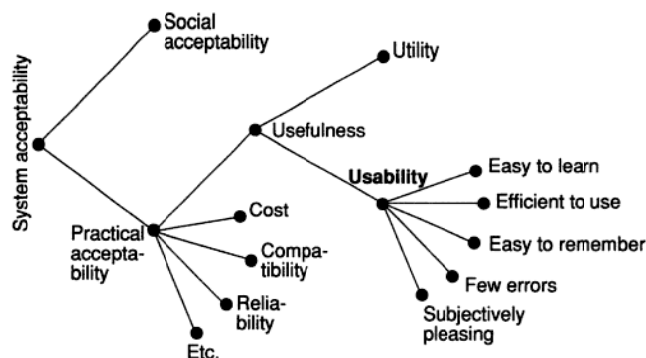 Social
acceptability
System acceptability
Utility
Usefulness
Usability
Easy to learn
Efficient to use
Easy to remember
Few errors
Subjectively
pleasing
Practical
accepta-
bility
Cost
Compa-
tibility
Relia-
bility
Etc.